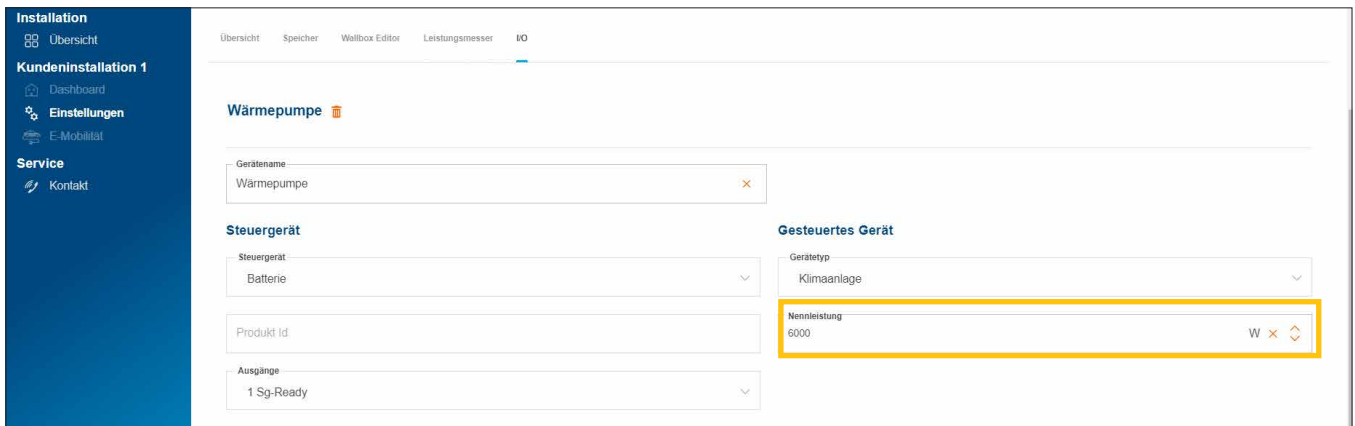 Installation
Übersicht
Kundeninstallation 1
Dashboard
Einstellungen
E-Mobilität
Service
Kontakt
Übersicht Speicher Wallbox Editor Leistungsmesser I/O
Wärmepumpe
Gerätename
Wärmepumpe
Steuergerät
Steuergerät
Batterie
Produkt Id
Ausgänge
1 Sg-Ready
Gesteuertes Gerät
Gerätetyp
Klimaanlage
Nennleistung
6000 W